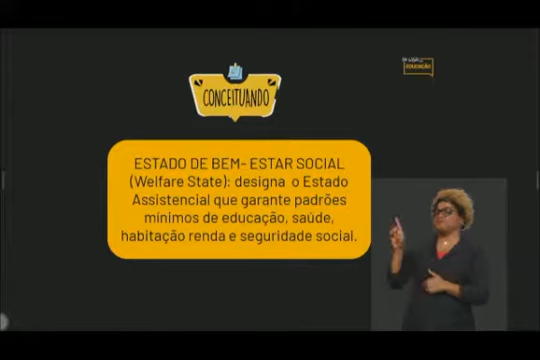 EDUCAÇÃO
CONCEITUANDO
ESTADO DE BEM- ESTAR SOCIAL
(Welfare State): designa o Estado
Assistencial que garante padrões
mínimos de educação, saúde,
habitação renda e seguridade social.